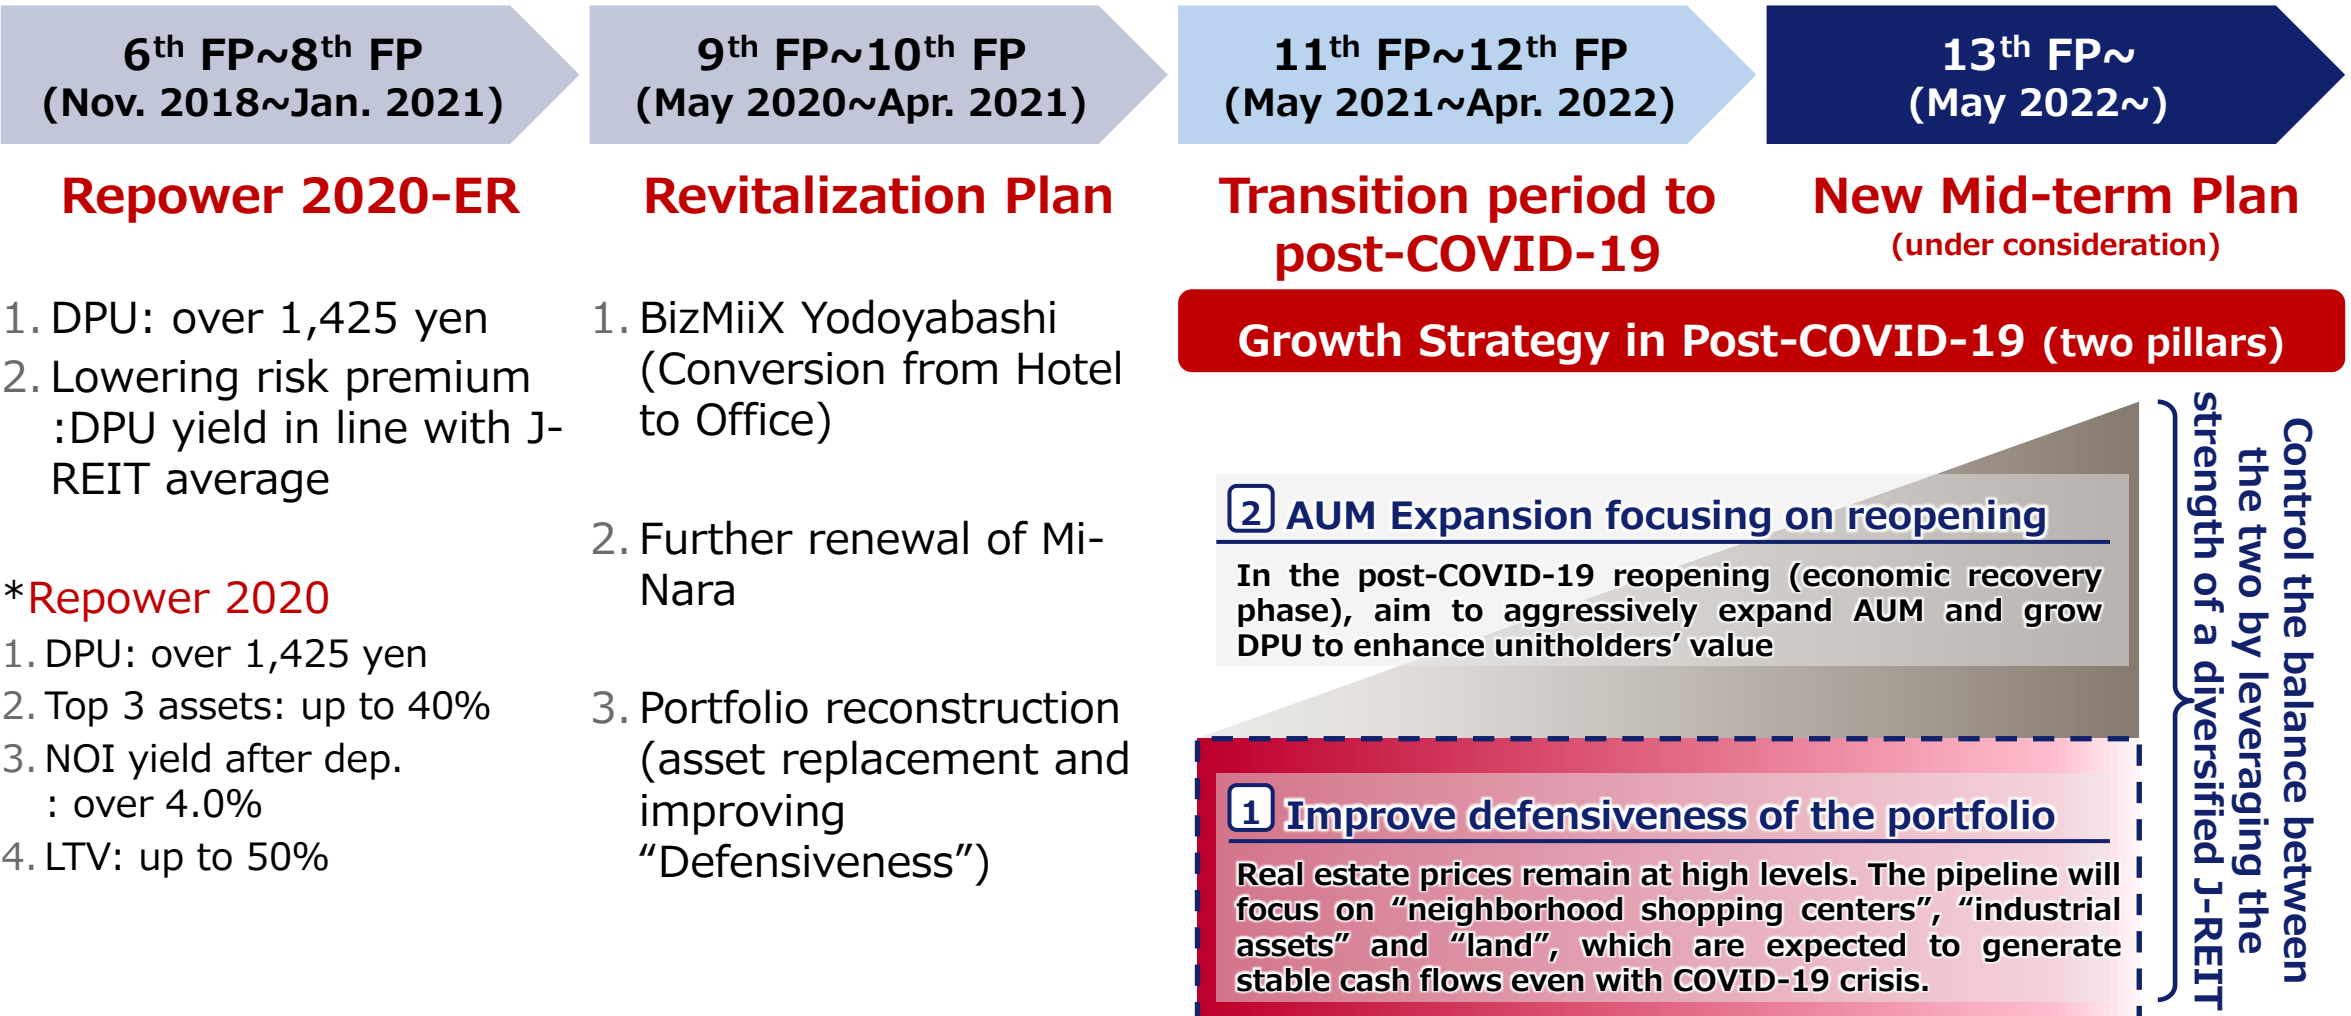 6th FP~8th FP
(Nov. 2018~Jan. 2021)
9th FP~10th FP
(May 2020~Apr. 2021)
11th FP~12th FP
(May 2021~Apr. 2022)
13th FP~
(May 2022~)
Repower 2020-ER
1. DPU: over 1,425 yen
2. Lowering risk premium
:DPU yield in line with J-
REIT average
*Repower 2020
1. DPU: over 1,425 yen
2. Top 3 assets: up to 40%
3. NOI yield after dep.
: over 4.0%
4. LTV: up to 50%
Revitalization Plan
1. BizMiiX Yodoyabashi
(Conversion from Hotel
to Office)
2. Further renewal of Mi-
Nara
3. Portfolio reconstruction
(asset replacement and
improving
“Defensiveness”)
Transition period to
post-COVID-19
New Mid-term Plan
(under consideration)
Growth Strategy in Post-COVID-19 (two pillars)
2 AUM Expansion focusing on reopening
In the post-COVID-19 reopening (economic recovery
phase), aim to aggressively expand AUM and grow
DPU to enhance unitholders’ value
1 Improve defensiveness of the portfolio
Real estate prices remain at high levels. The pipeline will
focus on “neighborhood shopping centers”, “industrial
assets” and “land”, which are expected to generate
stable cash flows even with COVID-19 crisis.
Control the balance between
the two by leveraging the
strength of a diversified J-REIT